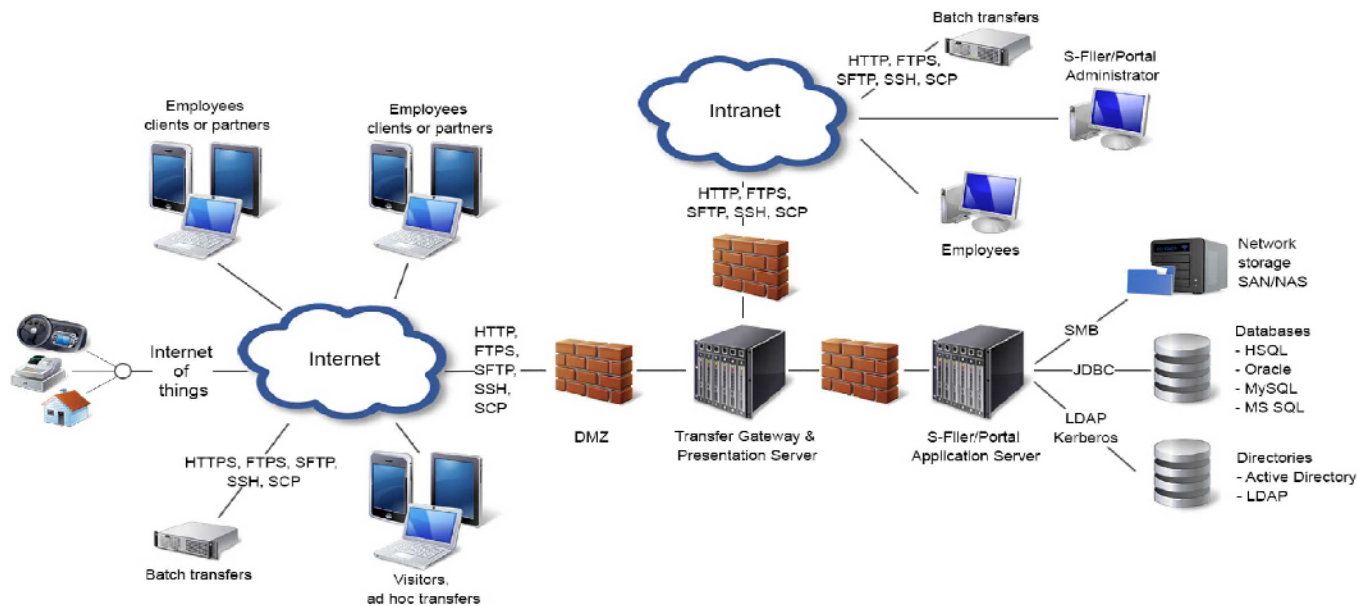 Batch transfers
HTTP, FTPS,
SFTP, SSH, SCP
S-Filer/Portal
Administrator
Intranet
Employees
clients or partners
Employees
clients or partners
HTTP, FTPS,
SFTP, SSH, SCP
Employees
Network
storage
SAN/NAS
SMB
Internet
of
things
Internet
HTTP,
FTPS,
SFTP,
SSH,
SCP
JDBC
Databases
- HSQL
- Oracle
- MySQL
- MS SQL
DMZ
Transfer Gateway &
Presentation Server
S-Filer/Portal
Application Server
LDAP
Kerberos
Directories
- Active Directory
- LDAP
HTTPS, FTPS, SFTP,
SSH, SCP
Batch transfers
Visitors,
ad hoc transfers